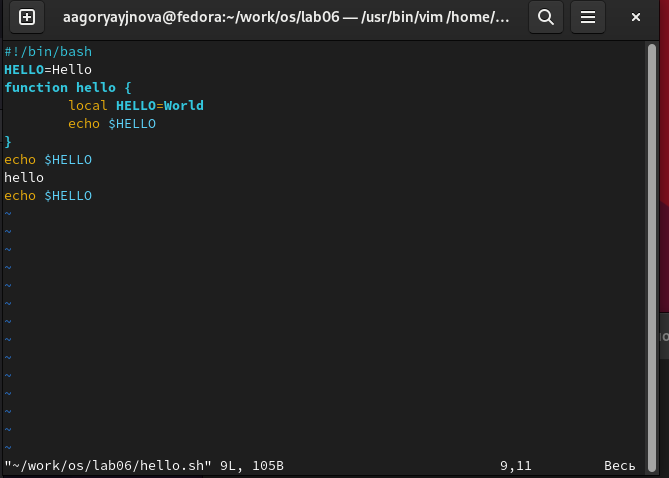 aagoryayjnova@fedora:~/work/os/lab06 — /usr/bin/vim /home/...
#!/bin/bash
HELLO=Hello
function hello {
        local HELLO=World
        echo $HELLO
}
echo $HELLO
hello
echo $HELLO
~
~
~
~
~
~
~
~
~
~
~
~
~
~
"~/work/os/lab06/hello.sh" 9L, 105B 9,11 Весь